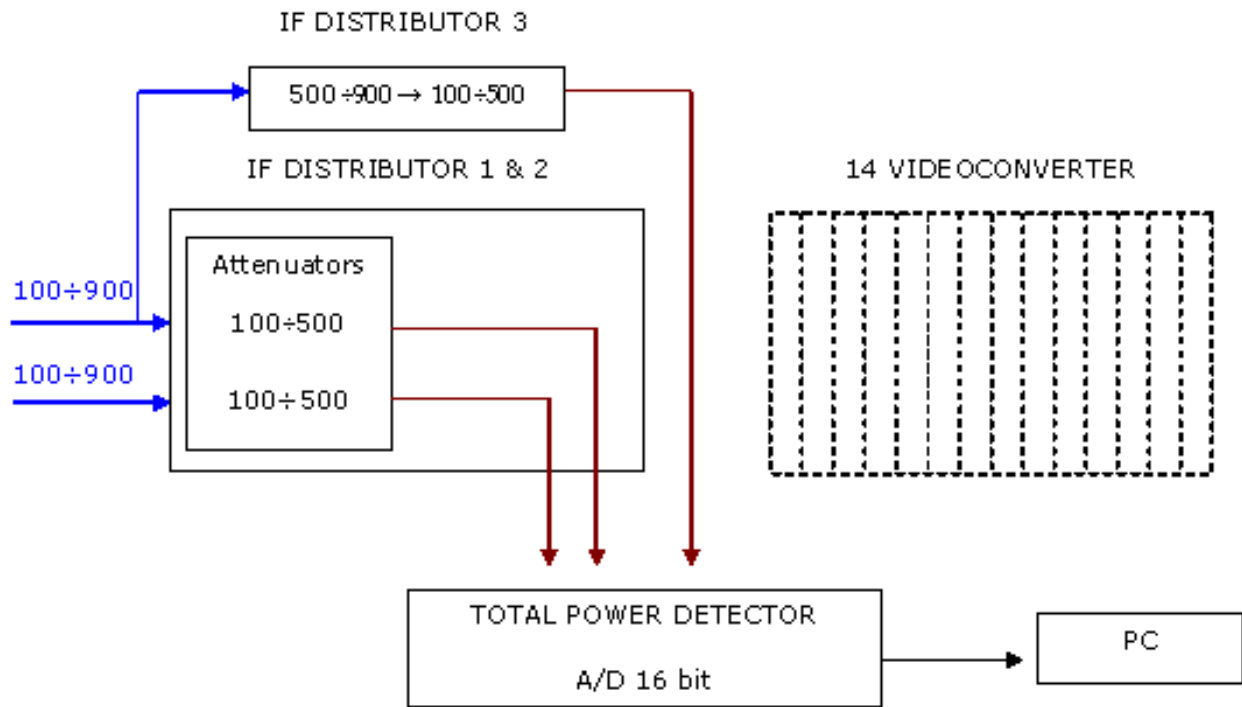 IF DISTRIBUTOR 3
500÷900 → 100÷500
IF DISTRIBUTOR 1 & 2
14 VIDEOCONVERTER
Attenuators
100÷900
100÷500
100÷900
100÷500
TOTAL POWER DETECTOR
A/D 16 bit
PC